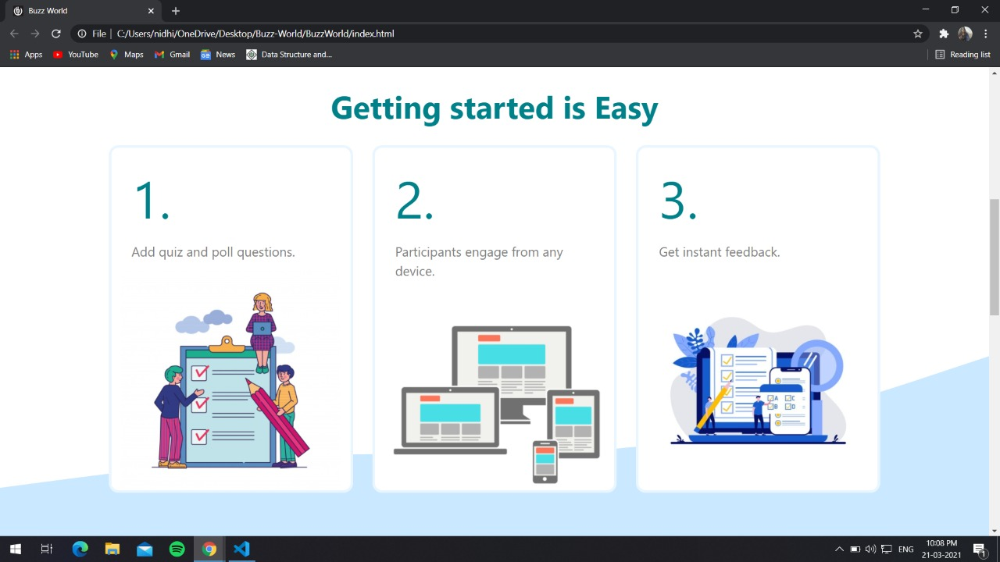 Buzz World
File | C:/Users/nidhi/OneDrive/Desktop/Buzz-World/BuzzWorld/index.html
Apps YouTube Maps Gmail News Data Structure and... Reading list
Getting started is Easy
1.
Add quiz and poll questions.
2.
Participants engage from any
device.
3.
Get instant feedback.
A C
B D
ENG
10:08 PM
21-03-2021
1